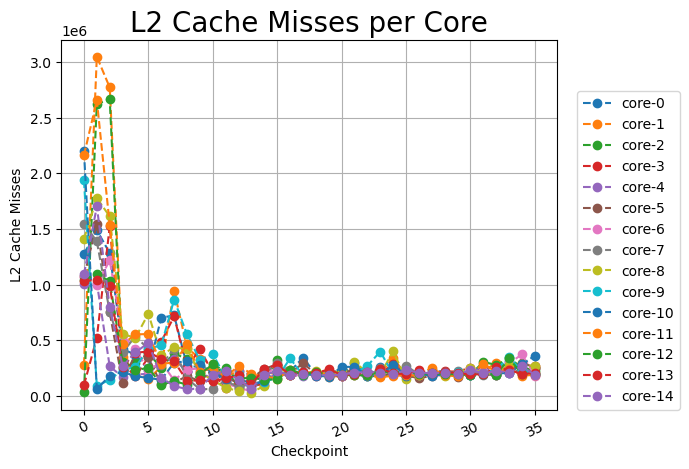 L2 Cache Misses per Core
1e6
3.0
2.5
2.0
1.5
1.0
0.5
0.0
L2 Cache Misses
0
5
10
15
20
25
30
35
Checkpoint
core-0
core-1
core-2
core-3
core-4
core-5
core-6
core-7
core-8
core-9
core-10
core-11
core-12
core-13
core-14